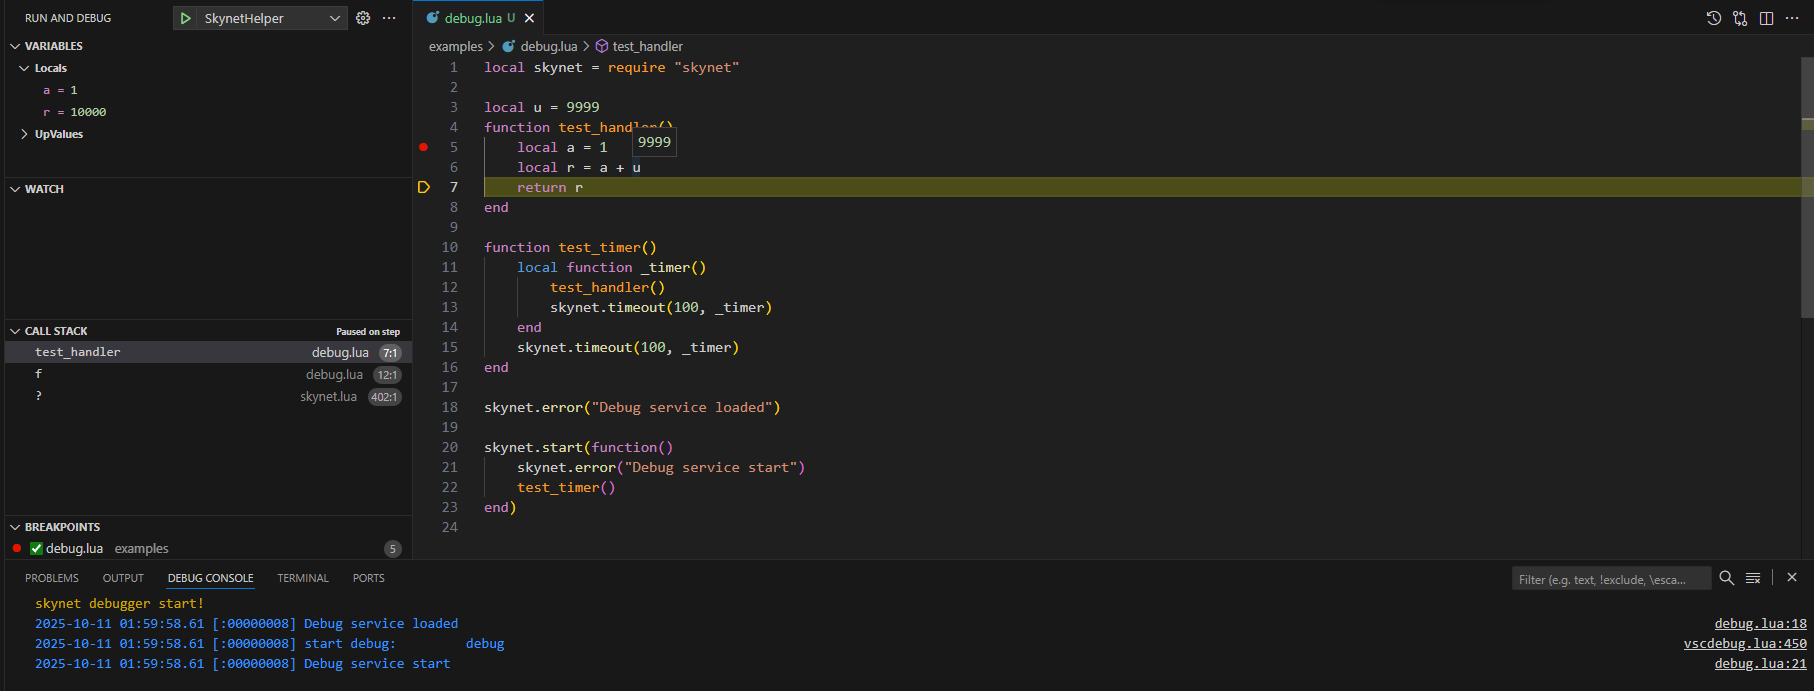 RUN AND DEBUG
SkynetHelper
VARIABLES
Locals
a = 1
r = 10000
UpValues
WATCH
CALL STACK
Paused on step
test_handler debug.lua 7:1
f debug.lua 12:1
? skynet.lua 402:1
BREAKPOINTS
debug.lua examples 5
debug.lua U
examples > debug.lua > test_handler
1 local skynet = require "skynet"
2
3 local u = 9999
4 function test_handler()
9999
5 local a = 1
6 local r = a + u
7 return r
8 end
9
10 function test_timer()
11 local function _timer()
12 test_handler()
13 skynet.timeout(100, _timer)
14 end
15 skynet.timeout(100, _timer)
16 end
17
18 skynet.error("Debug service loaded")
19
20 skynet.start(function()
21 skynet.error("Debug service start")
22 test_timer()
23 end)
24
PROBLEMS OUTPUT DEBUG CONSOLE TERMINAL PORTS
Filter (e.g. text, !exclude, \esca...
skynet debugger start!
2025-10-11 01:59:58.61 [:00000008] Debug service loaded debug.lua:18
2025-10-11 01:59:58.61 [:00000008] start debug: debug vscdebug.lua:450
2025-10-11 01:59:58.61 [:00000008] Debug service start debug.lua:21